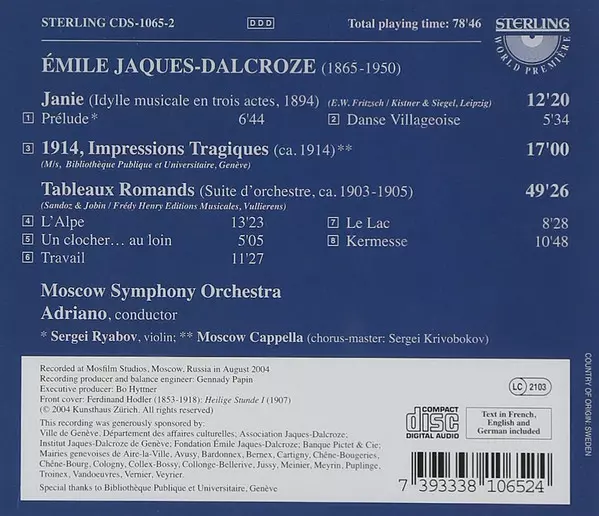 STERLING CDS-1065-2
DDD
Total playing time: 78'46
STERLING
WORLD PREMIÈRE
ÉMILE JAQUES-DALCROZE (1865-1950)
Janie (Idylle musicale en trois actes, 1894) (E.W. Fritzsch / Kistner & Siegel, Leipzig) 12'20
1 Prélude* 6'44
2 Danse Villageoise 5'34
3 1914, Impressions Tragiques (ca. 1914)** 17'00
(M/s, Bibliothèque Publique et Universitaire, Genève)
Tableaux Romands (Suite d'orchestre, ca. 1903-1905) 49'26
(Sandoz & Jobin / Frédy Henry Editions Musicales, Vullierens)
4 L'Alpe 13'23
5 Un clocher... au loin 5'05
6 Travail 11'27
7 Le Lac 8'28
8 Kermesse 10'48
Moscow Symphony Orchestra
Adriano, conductor
* Sergei Ryabov, violin; ** Moscow Cappella (chorus-master: Sergei Krivobokov)
Recorded at Mosfilm Studios, Moscow, Russia in August 2004
Recording producer and balance engineer: Gennady Papin
Executive producer: Bo Hyttner
Front cover: Ferdinand Hodler (1853-1918): Heilige Stunde I (1907)
(© 2004 Kunsthaus Zürich. All rights reserved)
This recording was generously sponsored by:
Ville de Genève, Département des affaires culturelles; Association Jaques-Dalcroze;
Institut Jaques-Dalcroze de Genève; Fondation Émile Jaques-Dalcroze; Banque Pictet & Cie;
Mairies genevoises de Aire-la-Ville, Avusy, Bardonnex, Bernex, Cartigny, Chêne-Bougeries,
Chêne-Bourg, Cologny, Collex-Bossy, Collonge-Bellerive, Jussy, Meinier, Meyrin, Puplinge,
Troinex, Vandoeuvres, Vernier, Veyrier.
Special thanks to Bibliothèque Publique et Universitaire, Genève
LC 2103
COMPACT
disc
DIGITAL AUDIO
Text in French,
English and
German included
7 393338 106524
COUNTRY OF ORIGIN: SWEDEN